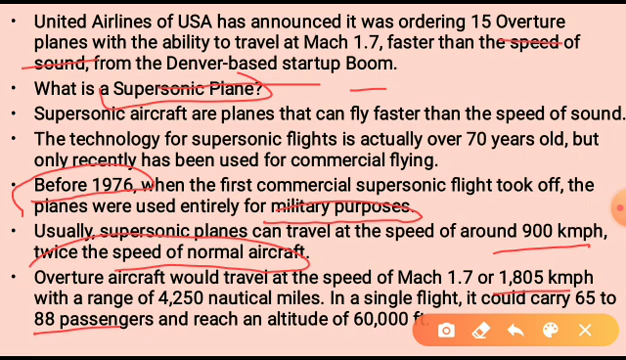 • United Airlines of USA has announced it was ordering 15 Overture
planes with the ability to travel at Mach 1.7, faster than the speed of
sound, from the Denver-based startup Boom.
• What is a Supersonic Plane?
• Supersonic aircraft are planes that can fly faster than the speed of sound.
• The technology for supersonic flights is actually over 70 years old, but
only recently has been used for commercial flying.
• Before 1976, when the first commercial supersonic flight took off, the
planes were used entirely for military purposes.
• Usually, supersonic planes can travel at the speed of around 900 kmph,
twice the speed of normal aircraft.
• Overture aircraft would travel at the speed of Mach 1.7 or 1,805 kmph
with a range of 4,250 nautical miles. In a single flight, it could carry 65 to
88 passengers and reach an altitude of 60,000 ft.